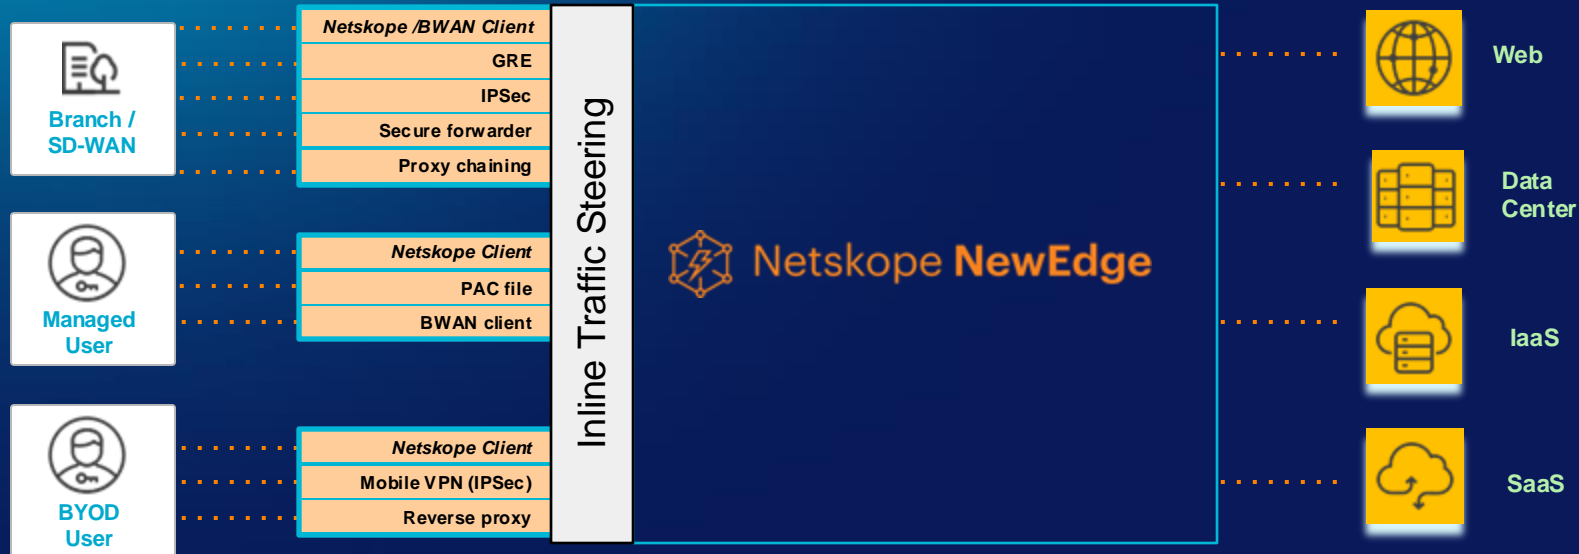 Branch /
SD-WAN
Netskope /BWAN Client
GRE
IPSec
Secure forwarder
Proxy chaining
Managed
User
Netskope Client
PAC file
BWAN client
BYOD
User
Netskope Client
Mobile VPN (IPSec)
Reverse proxy
Inline Traffic Steering
Netskope NewEdge
Web
Data
Center
IaaS
SaaS